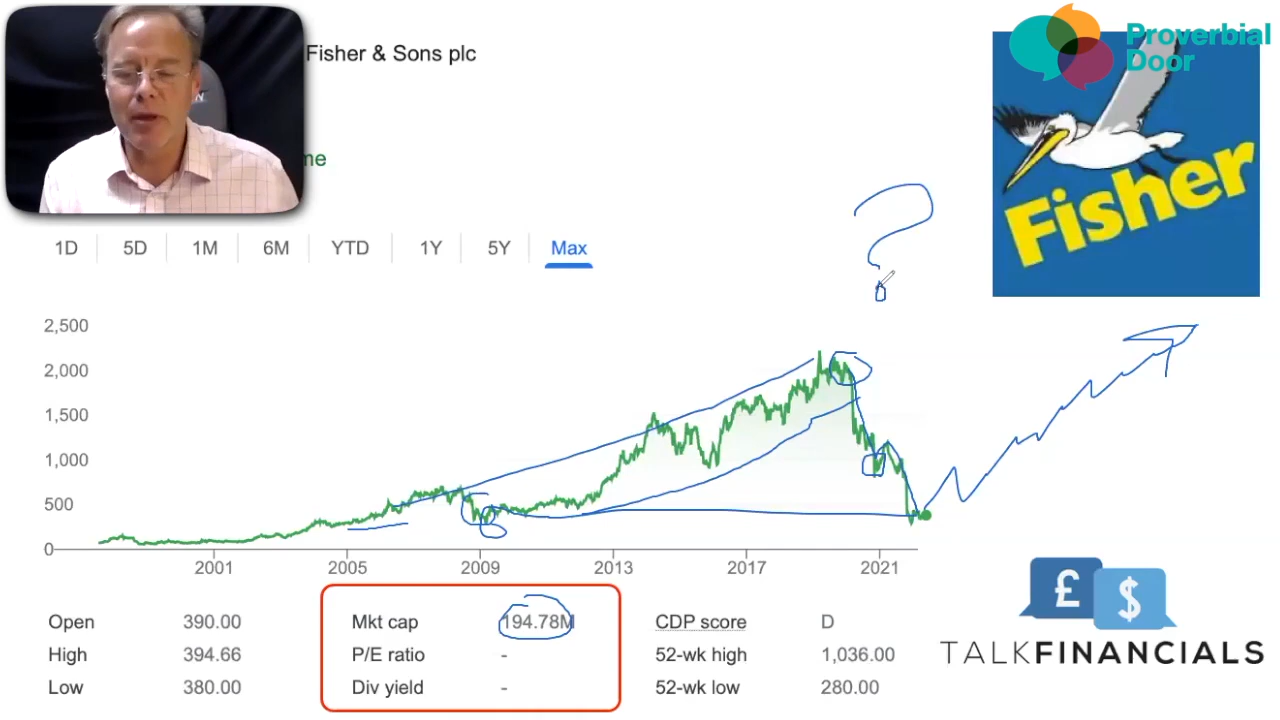 Fisher & Sons plc
Proverbial
Door
me
Fisher
?
1D 5D 1M 6M YTD 1Y 5Y Max
2,500
2,000
1,500
1,000
500
0
2001 2005 2009 2013 2017 2021
Open 390.00 Mkt cap 194.78M CDP score D
High 394.66 P/E ratio - 52-wk high 1,036.00
Low 380.00 Div yield - 52-wk low 280.00
£ $
TALKFINANCIALS